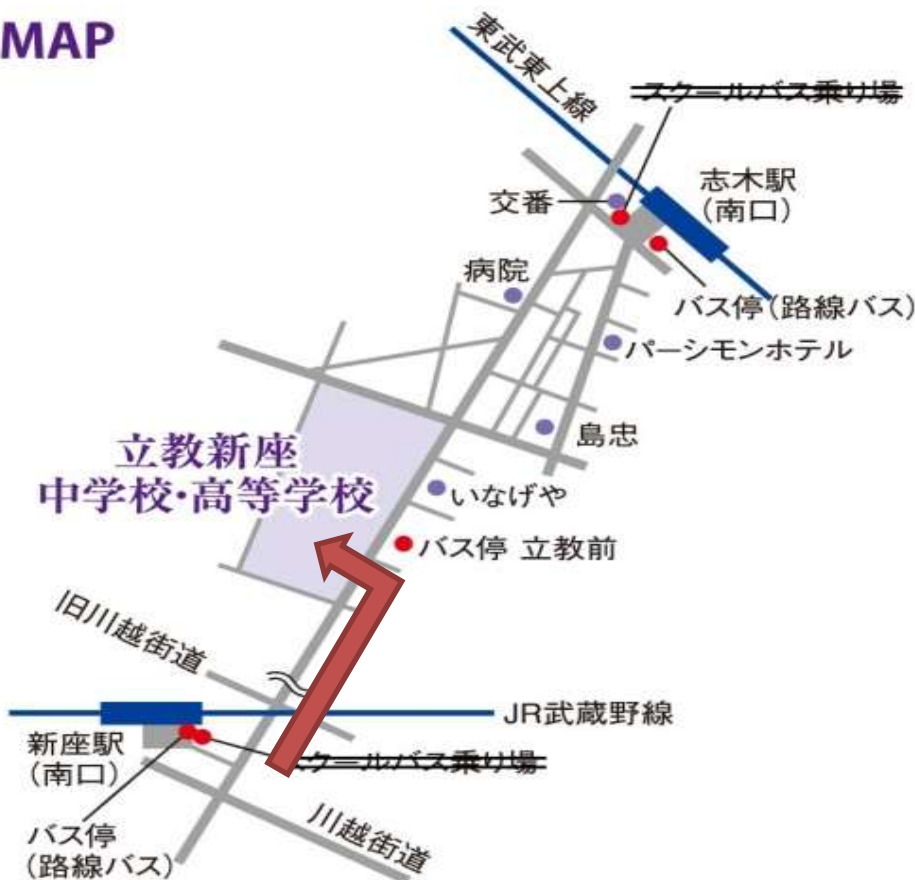 MAP
東武東上線
スクールバス乗り場
志木駅
(南口)
交番
病院
バス停(路線バス)
パーシモンホテル
島忠
立教新座
中学校・高等学校
いなげや
バス停 立教前
旧川越街道
JR武蔵野線
新座駅
(南口)
クールバス乗り場
川越街道
バス停
(路線バス)